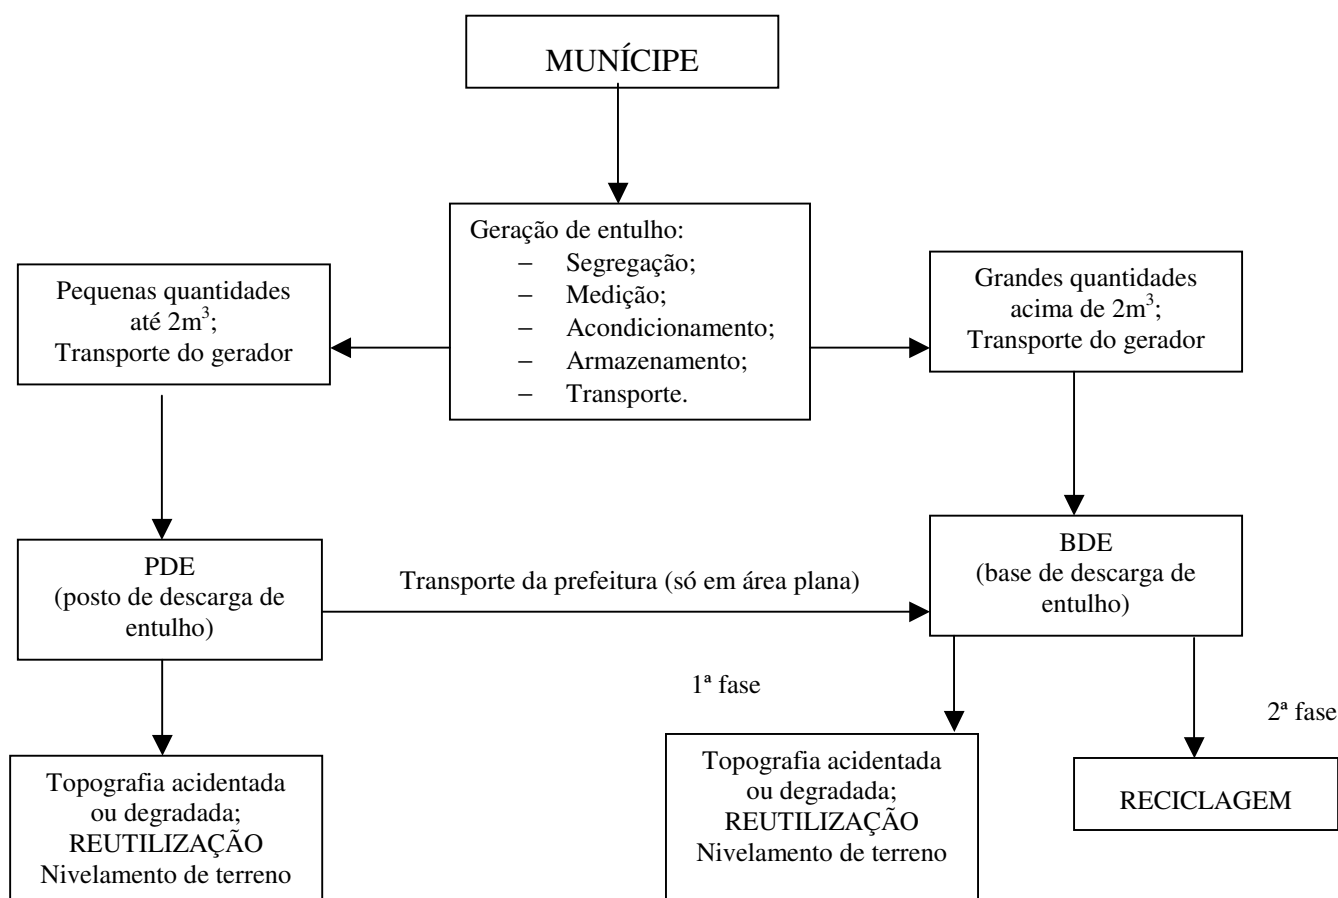 MUNÍCIPE
Geração de entulho:
– Segregação;
– Medição;
– Acondicionamento;
– Armazenamento;
– Transporte.
Pequenas quantidades
até 2m³;
Transporte do gerador
Grandes quantidades
acima de 2m³;
Transporte do gerador
PDE
(posto de descarga de
entulho)
Transporte da prefeitura (só em área plana)
BDE
(base de descarga de
entulho)
1ª fase
2ª fase
Topografia acidentada
ou degradada;
REUTILIZAÇÃO
Nivelamento de terreno
Topografia acidentada
ou degradada;
REUTILIZAÇÃO
Nivelamento de terreno
RECICLAGEM